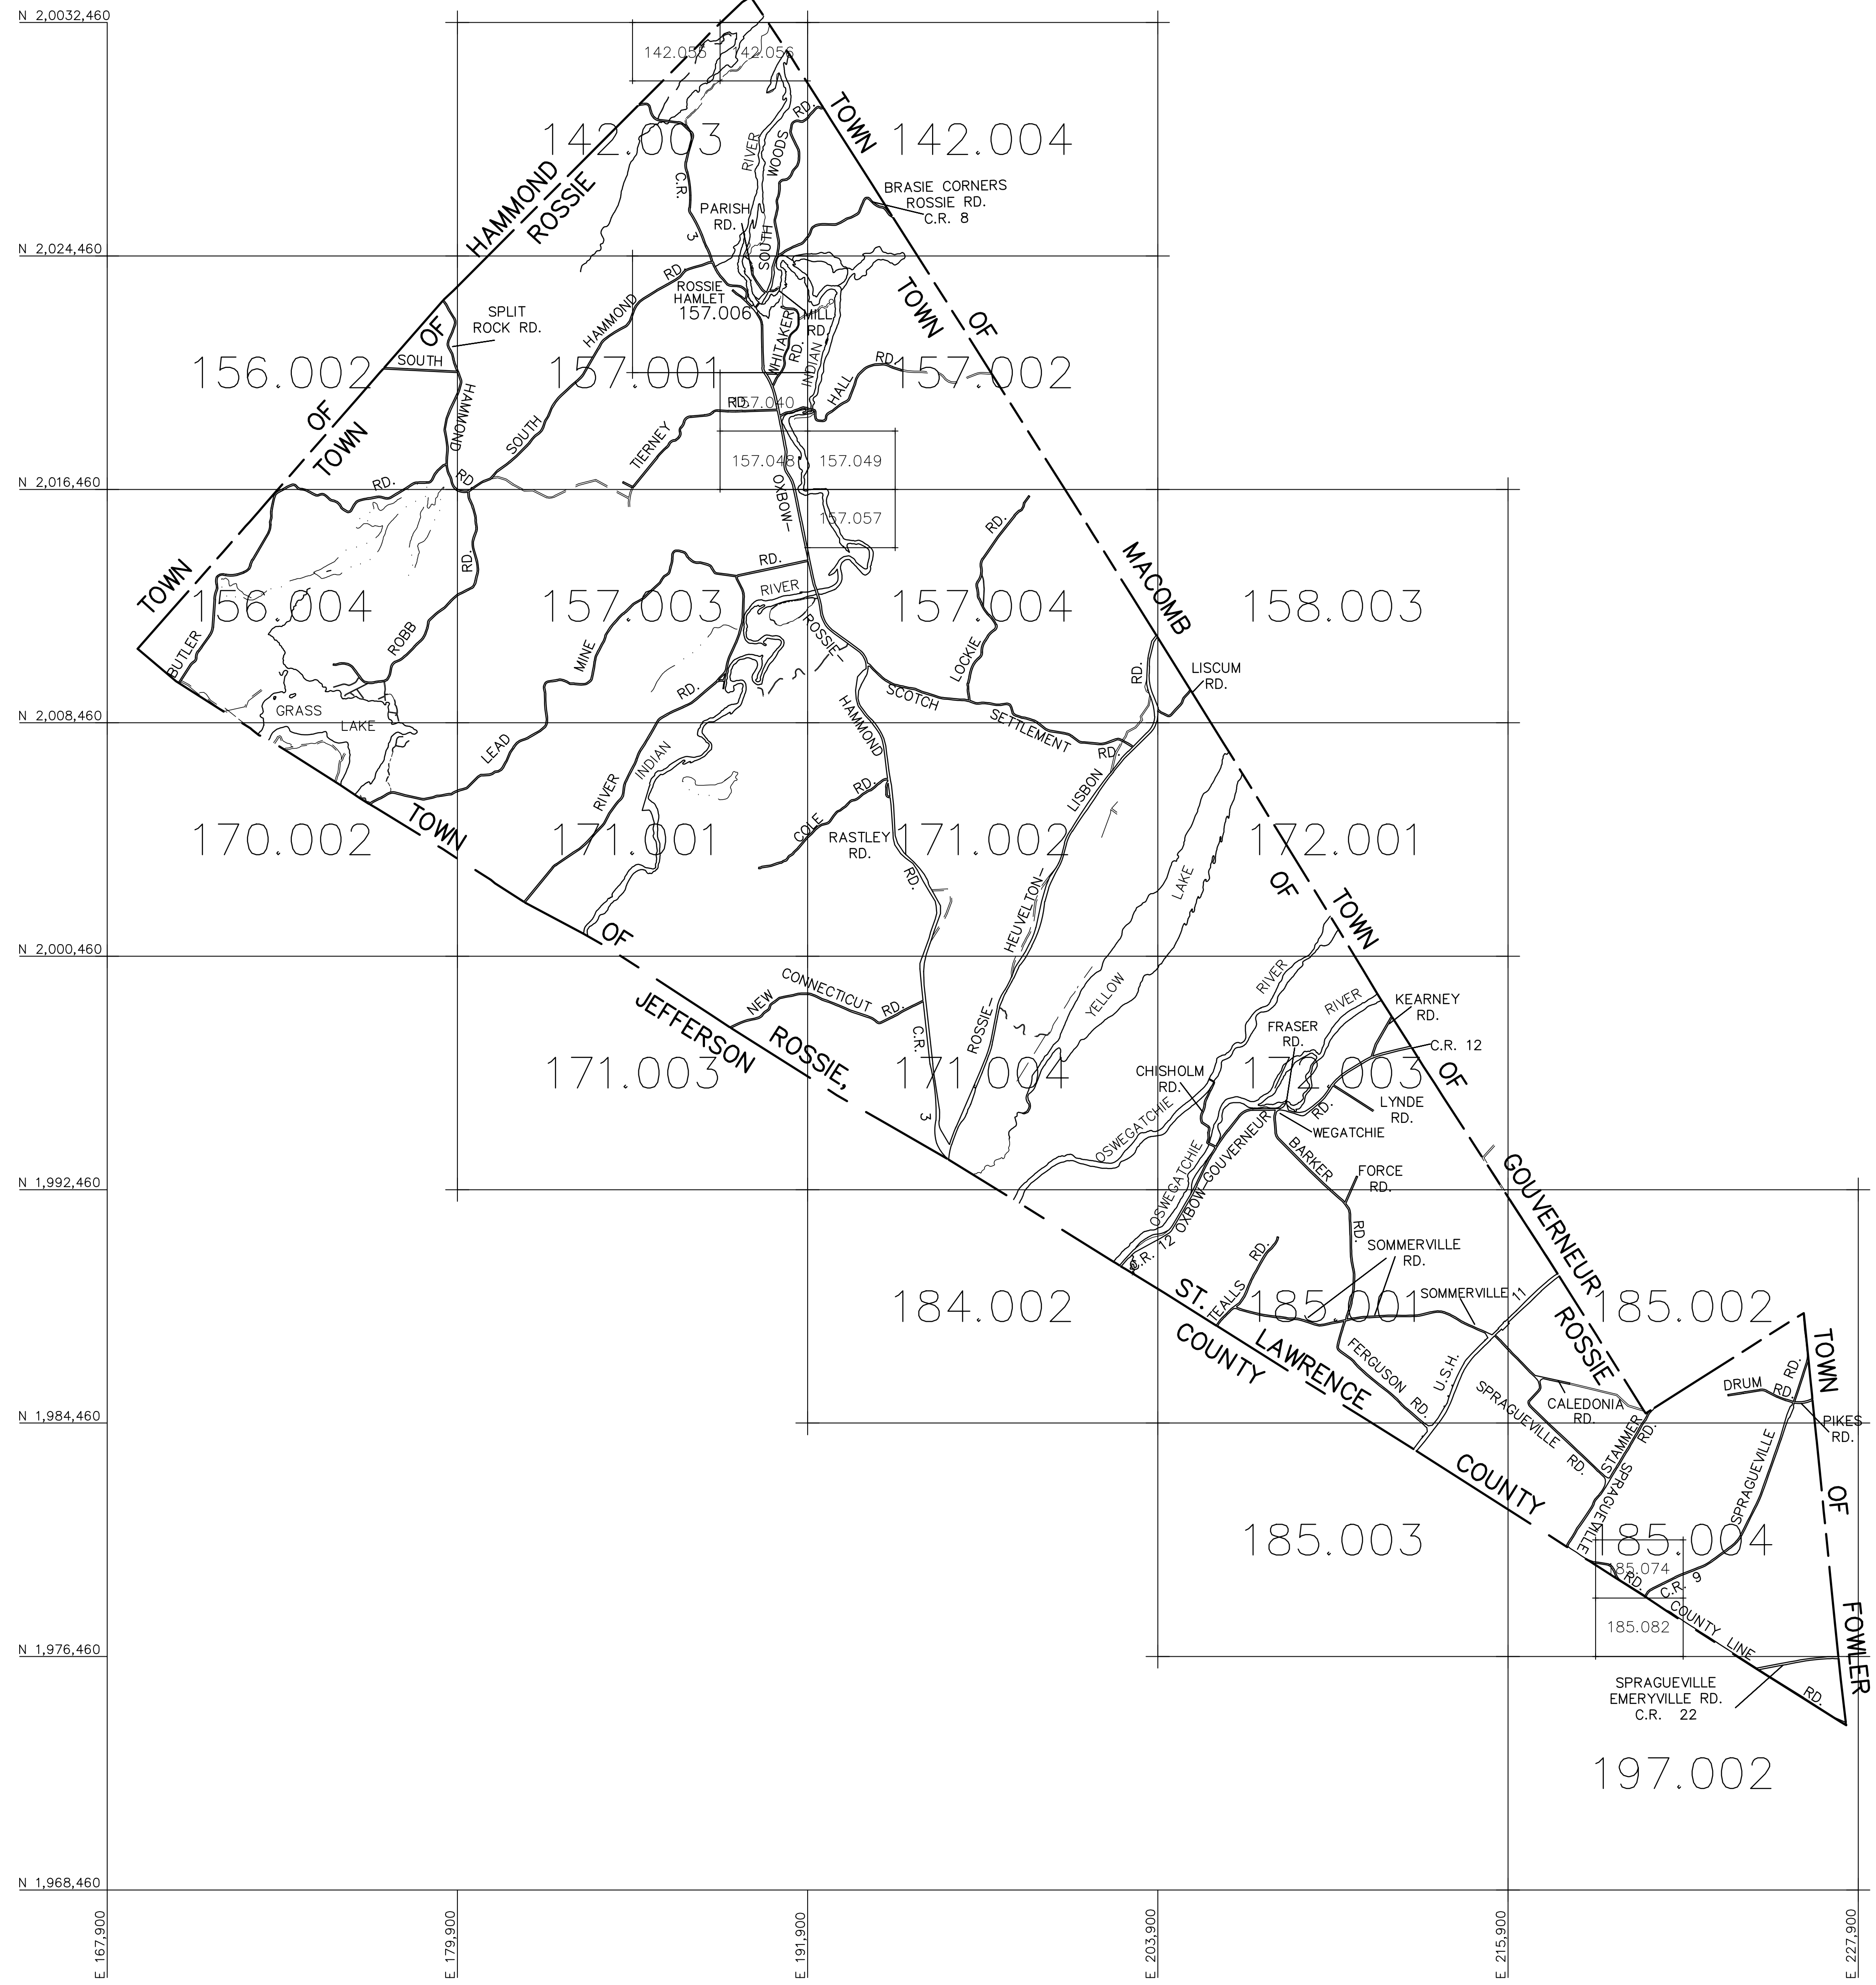 N 2,0032,460
142.055
142.056
142.003
142.004
TOWN OF MACOMB
HAMMOND
ROSSIE
RIVER
SOUTH WOODS RD.
C.R. 3
PARISH
RD.
BRASIE CORNERS
ROSSIE RD.
C.R. 8
N 2,024,460
SPLIT
ROCK RD.
SOUTH HAMMOND RD
ROSSIE
HAMLET
157.006
MILL
RD.
WHITAKER RD.
INDIAN
TOWN OF ROSSIE
TOWN OF HAMMOND
TOWN OF ROSSIE
156.002
SOUTH HAMMOND RD
157.001
157.002
HALL RD.
157.040
TIERNEY RD.
157.048
157.049
N 2,016,460
RD.
OXBOW-
157.057
LOCKIE RD.
RD.
RIVER
156.004
157.003
157.004
158.003
BUTLER
ROBB RD.
LEAD MINE RD.
ROSSIE-
LISCUM
RD.
GRASS LAKE
RIVER RD.
INDIAN
HAMMOND RD.
SCOTCH SETTLEMENT RD.
N 2,008,460
ROSSIE-HEUVELTON-LISBON RD.
COLE RD.
RASTLEY
RD.
170.002
171.001
171.002
172.001
TOWN OF ROSSIE, ST. LAWRENCE COUNTY
YELLOW LAKE
TOWN OF GOUVERNEUR
N 2,000,460
NEW CONNECTICUT RD.
C.R. 3
JEFFERSON COUNTY
OSWEGATCHIE RIVER
OSWEGATCHIE RIVER
KEARNEY
RD.
FRASER
RD.
C.R. 12
171.003
171.004
172.003
CHISHOLM
RD.
LYNDE
RD.
WEGATCHIE
OXBOW-GOUVERNEUR RD.
BARKER RD.
FORCE
RD.
N 1,992,460
C.R. 12
SOMMERVILLE
RD.
TEALLS RD.
SOMMERVILLE
U.S.H. 11
184.002
185.001
185.002
FERGUSON RD.
TOWN OF FOWLER
DRUM RD.
RD.
CALEDONIA
RD.
PIKES
RD.
N 1,984,460
SPRAGUEVILLE RD.
STAMMER RD.
SPRAGUEVILLE
SPRAGUEVILLE RD.
185.003
185.004
185.074
C.R. 9
185.082
COUNTY LINE RD.
N 1,976,460
SPRAGUEVILLE
EMERYVILLE RD.
C.R. 22
197.002
N 1,968,460
E 167,900
E 179,900
E 191,900
E 203,900
E 215,900
E 227,900